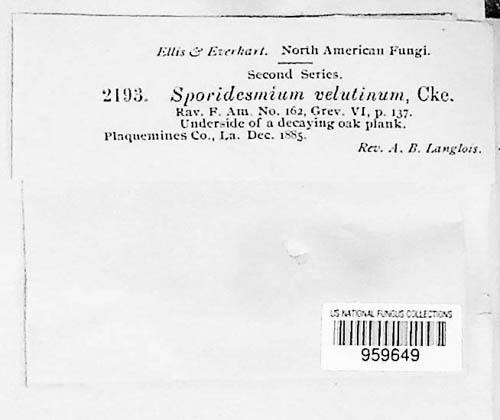 Ellis & Everhart. North American Fungi.
Second Series.
2193. Sporidesmium velutinum, Cke.
Rav. F. Am. No. 162, Grev. VI, p. 137.
Underside of a decaying oak plank.
Plaquemines Co., La. Dec. 1885.
Rev. A. B. Langlois.
US NATIONAL FUNGUS COLLECTIONS
959649